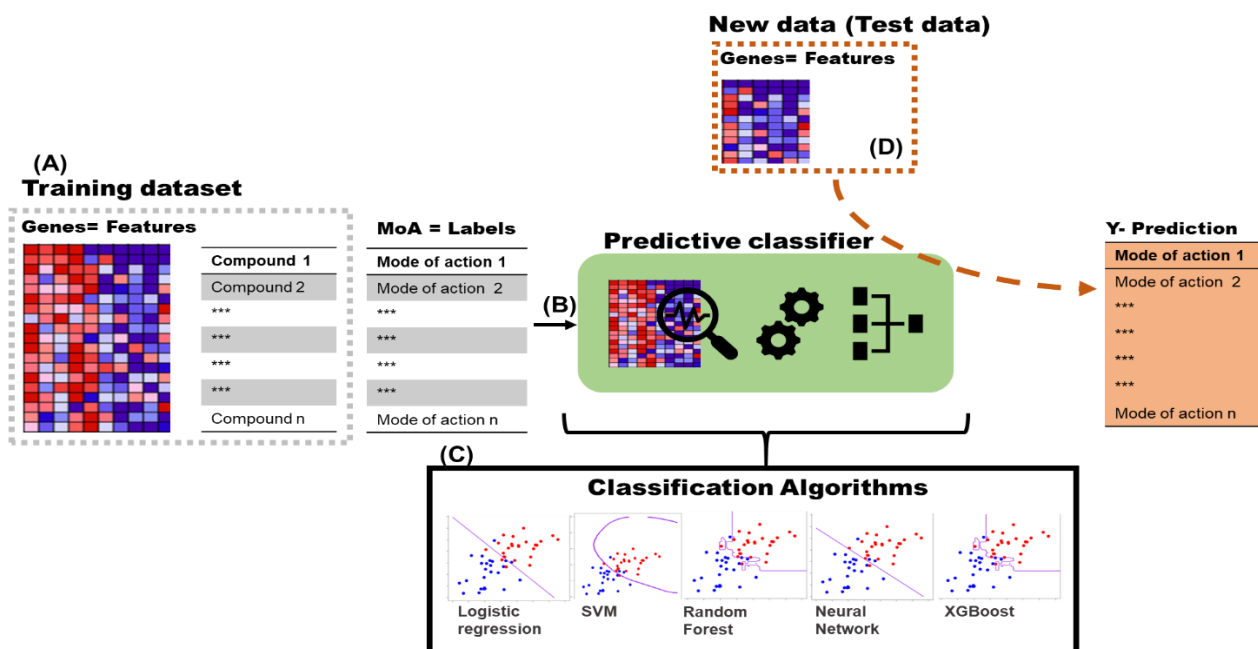 New data (Test data)
Genes= Features
(D)
(A)
Training dataset
Genes= Features
Compound 1
Compound 2
***
***
***
***
Compound n
MoA = Labels
Mode of action 1
Mode of action 2
***
***
***
***
Mode of action n
(B)
Predictive classifier
Y- Prediction
Mode of action 1
Mode of action 2
***
***
***
***
Mode of action n
(C)
Classification Algorithms
Logistic
regression
SVM
Random
Forest
Neural
Network
XGBoost